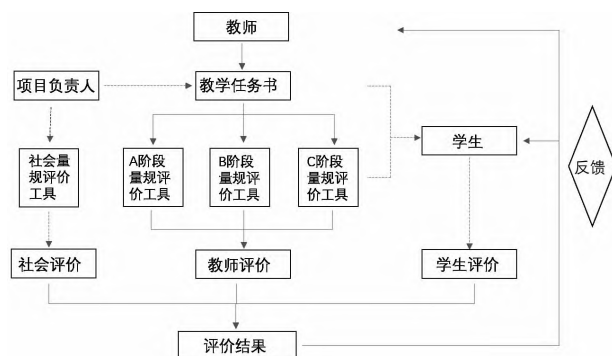 教师
项目负责人
教学任务书
学生
社会量
规评价
工具
A阶段
量规评
价工具
B阶段
量规评
价工具
C阶段
量规评
价工具
反馈
社会评价
教师评价
学生评价
评价结果